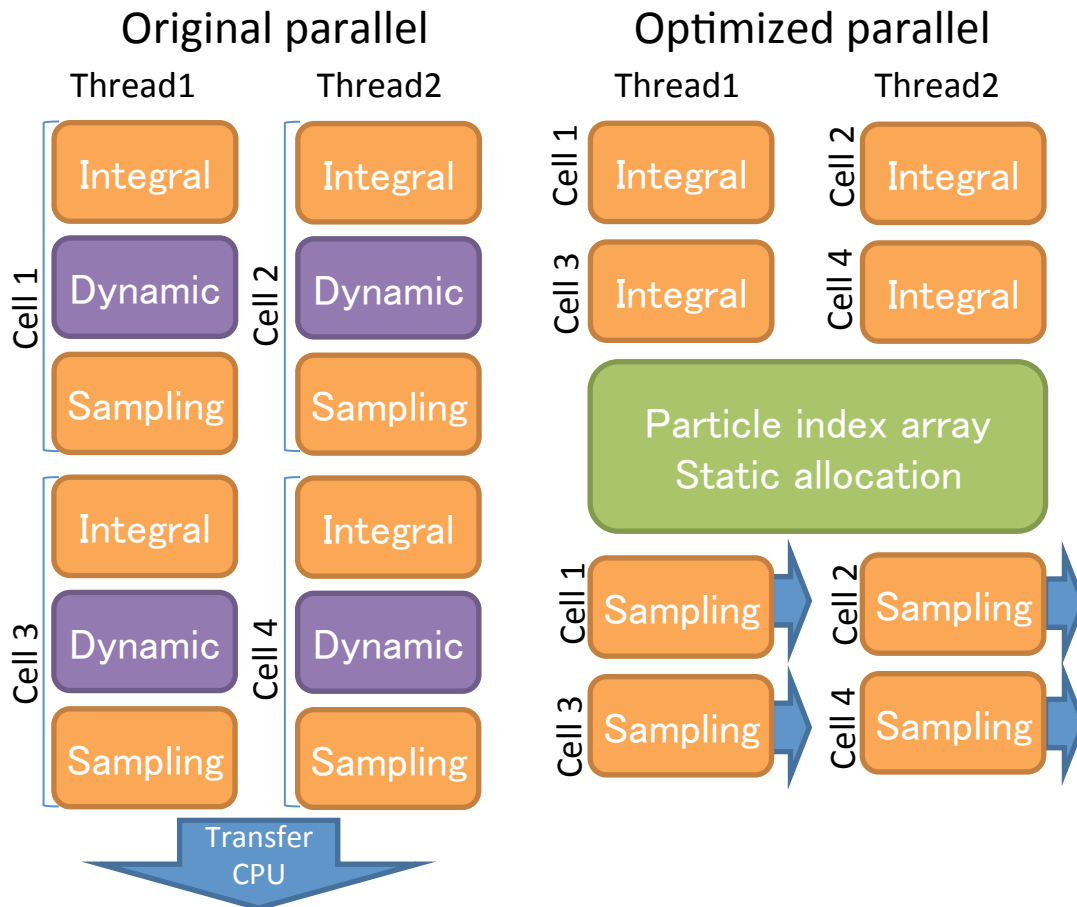 Original parallel
Thread1
Thread2
Cell 1
Integral
Dynamic
Sampling
Cell 2
Integral
Dynamic
Sampling
Cell 3
Integral
Dynamic
Sampling
Cell 4
Integral
Dynamic
Sampling
Transfer
CPU
Optimized parallel
Thread1
Thread2
Cell 1
Integral
Cell 2
Integral
Cell 3
Integral
Cell 4
Integral
Particle index array
Static allocation
Cell 1
Sampling
Cell 2
Sampling
Cell 3
Sampling
Cell 4
Sampling